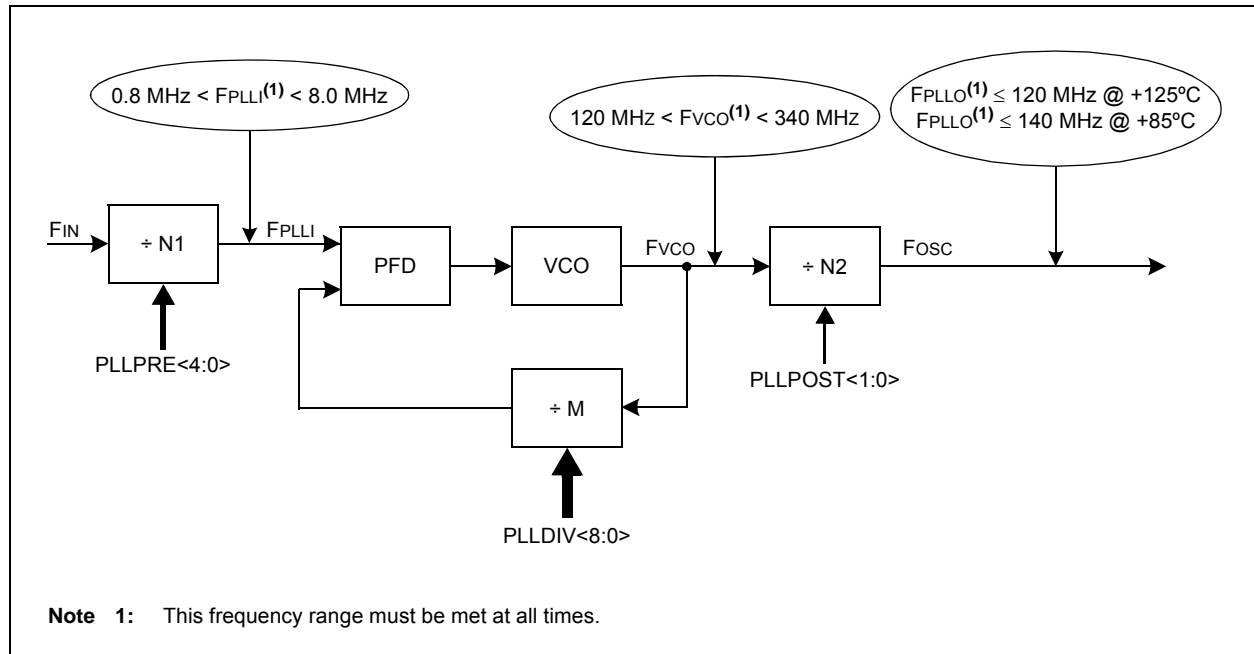 0.8 MHz < FPLLI(1) < 8.0 MHz
120 MHZ < FVCO(1) < 340 MHZ
FPLLO(1) ≤ 120 MHz @ +125ºC
FPLLO(1) ≤ 140 MHz @ +85ºC
FIN
÷ N1
FPLLI
PFD
VCO
FVCO
÷ N2
FOSC
PLLPRE<4:0>
÷ M
PLLPOST<1:0>
PLLDIV<8:0>
Note 1: This frequency range must be met at all times.